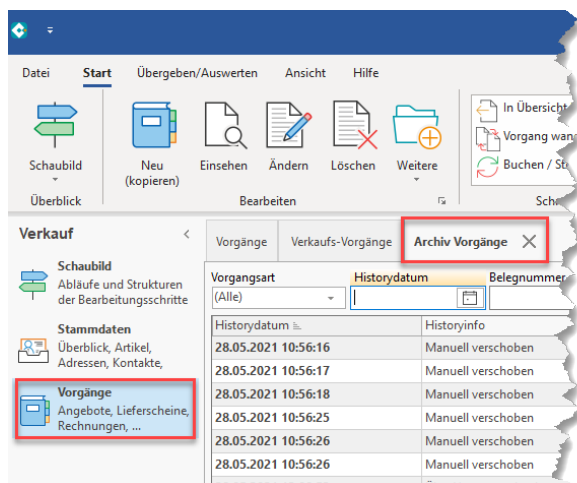 Datei Start Übergeben/Auswerten Ansicht Hilfe
Schaubild
Neu
(kopieren)
Einsehen
Ändern
Löschen
Weitere
In Übersicht
Vorgang
Buchen /
Überblick
Bearbeiten
Verkauf
Schaubild
Abläufe und Strukturen
der Bearbeitungsschritte
Stammdaten
Überblick, Artikel,
Adressen, Kontakte,
Vorgänge
Angebote, Lieferscheine,
Rechnungen, ...
Vorgänge Verkaufs-Vorgänge Archiv Vorgänge
Vorgangsart Historydatum Belegnummer
(Alle)
Historydatum Historyinfo
28.05.2021 10:56:16 Manuell verschoben
28.05.2021 10:56:17 Manuell verschoben
28.05.2021 10:56:18 Manuell verschoben
28.05.2021 10:56:25 Manuell verschoben
28.05.2021 10:56:26 Manuell verschoben
28.05.2021 10:56:26 Manuell verschoben